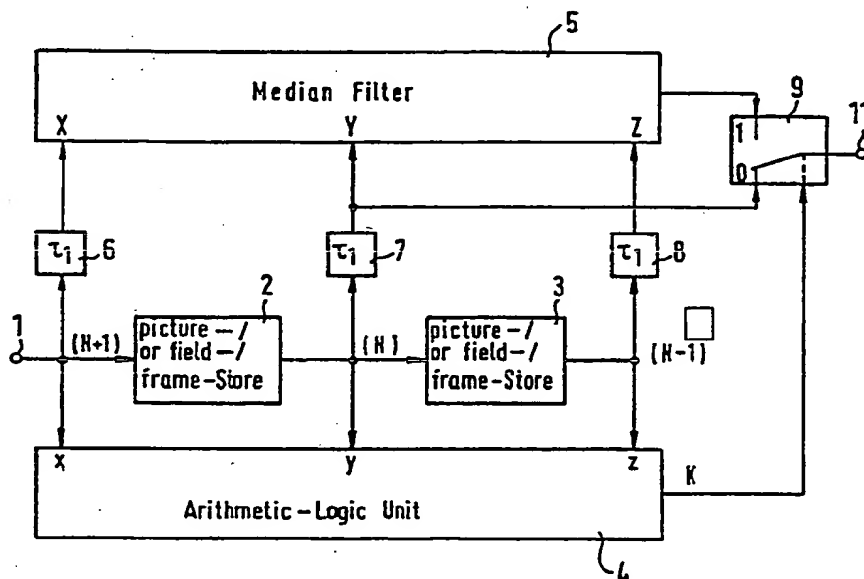 5
Median Filter
X Y Z
9
1
0
11
τ1 6
τ1 7
τ1 8
1
2
3
(N+1)
picture-/
or field-/
frame-Store
(N)
picture-/
or field-/
frame-Store
(N-1)
x y z
K
Arithmetic-Logic Unit
4